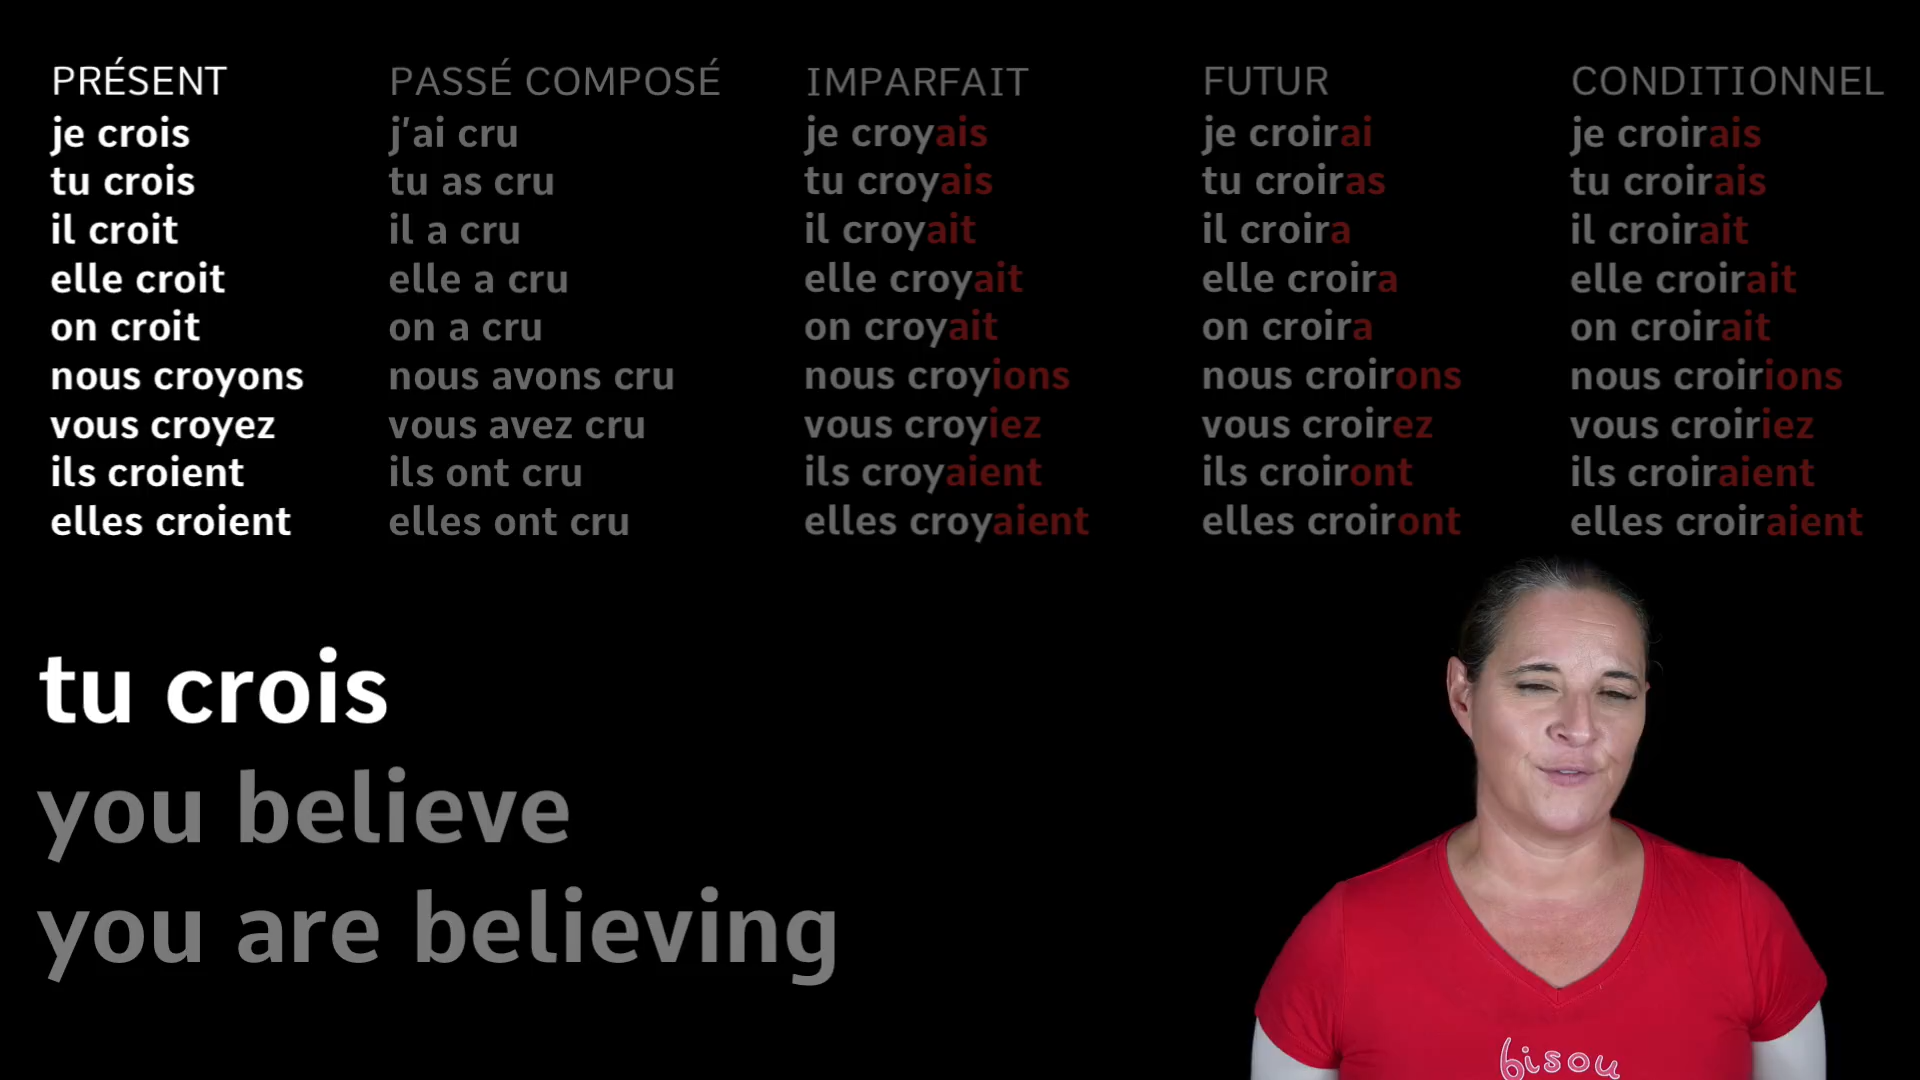 PRÉSENT
je crois
tu crois
il croit
elle croit
on croit
nous croyons
vous croyez
ils croient
elles croient
PASSÉ COMPOSÉ
j'ai cru
tu as cru
il a cru
elle a cru
on a cru
nous avons cru
vous avez cru
ils ont cru
elles ont cru
IMPARFAIT
je croyais
tu croyais
il croyait
elle croyait
on croyait
nous croyions
vous croyiez
ils croyaient
elles croyaient
FUTUR
je croirai
tu croiras
il croira
elle croira
on croira
nous croirons
vous croirez
ils croiront
elles croiront
CONDITIONNEL
je croirais
tu croirais
il croirait
elle croirait
on croirait
nous croirions
vous croiriez
ils croiraient
elles croiraient
tu crois
you believe
you are believing
bisou